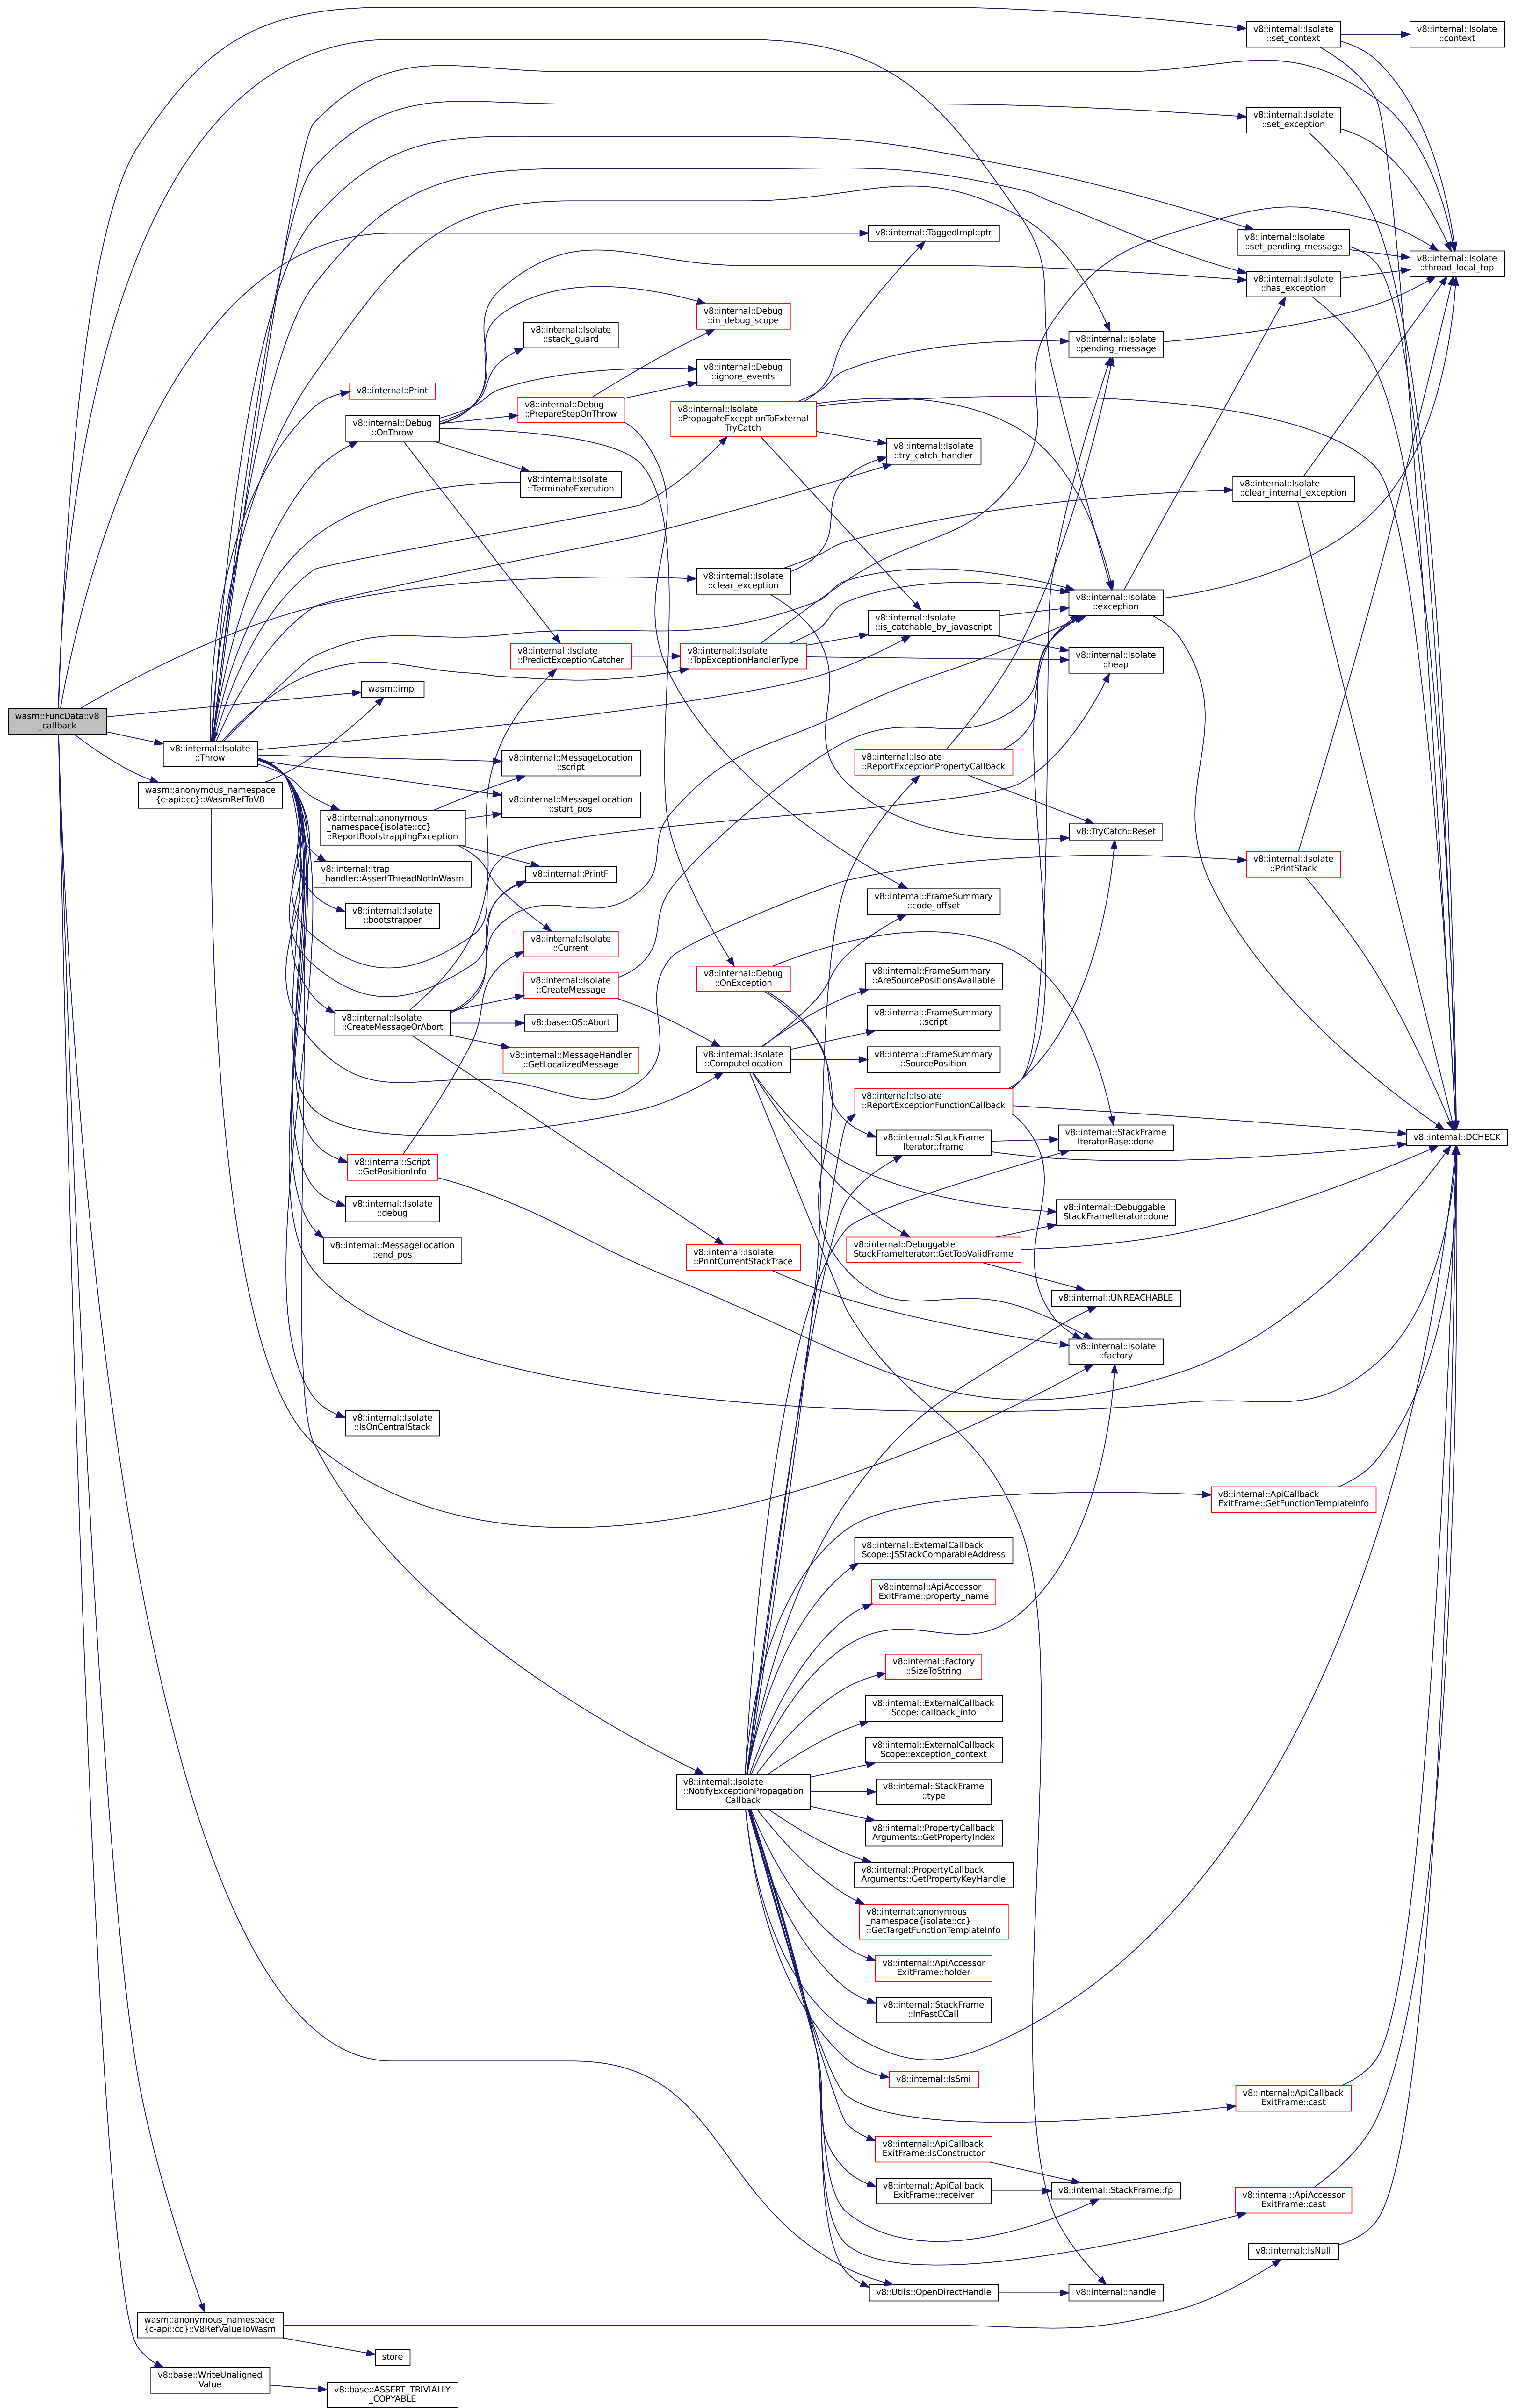 v8::internal::Isolate
::set_context
v8::internal::Isolate
::context
v8::internal::Isolate
::set_exception
v8::internal::TaggedImpl::ptr
v8::internal::Isolate
::set_pending_message
v8::internal::Isolate
::thread_local_top
v8::internal::Isolate
::has_exception
v8::internal::Debug
::in_debug_scope
v8::internal::Isolate
::stack_guard
v8::internal::Isolate
::pending_message
v8::internal::Debug
::ignore_events
v8::internal::Print
v8::internal::Debug
::PrepareStepOnThrow
v8::internal::Isolate
::PropagateExceptionToExternal
TryCatch
v8::internal::Debug
::OnThrow
v8::internal::Isolate
::try_catch_handler
v8::internal::Isolate
::TerminateExecution
v8::internal::Isolate
::clear_internal_exception
v8::internal::Isolate
::clear_exception
v8::internal::Isolate
::exception
v8::internal::Isolate
::is_catchable_by_javascript
v8::internal::Isolate
::PredictExceptionCatcher
v8::internal::Isolate
::TopExceptionHandlerType
v8::internal::Isolate
::heap
wasm::impl
wasm::FuncData::v8
_callback
v8::internal::Isolate
::Throw
v8::internal::MessageLocation
::script
v8::internal::Isolate
::ReportExceptionPropertyCallback
wasm::anonymous_namespace
{c-api::cc}::WasmRefToV8
v8::internal::MessageLocation
::start_pos
v8::internal::anonymous
_namespace{isolate::cc}
::ReportBootstrappingException
v8::TryCatch::Reset
v8::internal::Isolate
::PrintStack
v8::internal::trap
_handler::AssertThreadNotInWasm
v8::internal::PrintF
v8::internal::FrameSummary
::code_offset
v8::internal::Isolate
::bootstrapper
v8::internal::Isolate
::Current
v8::internal::Debug
::OnException
v8::internal::FrameSummary
::AreSourcePositionsAvailable
v8::internal::Isolate
::CreateMessage
v8::internal::Isolate
::CreateMessageOrAbort
v8::base::OS::Abort
v8::internal::FrameSummary
::script
v8::internal::MessageHandler
::GetLocalizedMessage
v8::internal::Isolate
::ComputeLocation
v8::internal::FrameSummary
::SourcePosition
v8::internal::Isolate
::ReportExceptionFunctionCallback
v8::internal::StackFrame
Iterator::frame
v8::internal::StackFrame
IteratorBase::done
v8::internal::DCHECK
v8::internal::Script
::GetPositionInfo
v8::internal::Isolate
::debug
v8::internal::Debuggable
StackFrameIterator::done
v8::internal::MessageLocation
::end_pos
v8::internal::Isolate
::PrintCurrentStackTrace
v8::internal::Debuggable
StackFrameIterator::GetTopValidFrame
v8::internal::UNREACHABLE
v8::internal::Isolate
::factory
v8::internal::Isolate
::IsOnCentralStack
v8::internal::ApiCallback
ExitFrame::GetFunctionTemplateInfo
v8::internal::ExternalCallback
Scope::JSStackComparableAddress
v8::internal::ApiAccessor
ExitFrame::property_name
v8::internal::Factory
::SizeToString
v8::internal::ExternalCallback
Scope::callback_info
v8::internal::ExternalCallback
Scope::exception_context
v8::internal::Isolate
::NotifyExceptionPropagation
Callback
v8::internal::StackFrame
::type
v8::internal::PropertyCallback
Arguments::GetPropertyIndex
v8::internal::PropertyCallback
Arguments::GetPropertyKeyHandle
v8::internal::anonymous
_namespace{isolate::cc}
::GetTargetFunctionTemplateInfo
v8::internal::ApiAccessor
ExitFrame::holder
v8::internal::StackFrame
::InFastCCall
v8::internal::IsSmi
v8::internal::ApiCallback
ExitFrame::cast
v8::internal::ApiCallback
ExitFrame::IsConstructor
v8::internal::ApiCallback
ExitFrame::receiver
v8::internal::StackFrame::fp
v8::internal::ApiAccessor
ExitFrame::cast
v8::internal::IsNull
v8::Utils::OpenDirectHandle
v8::internal::handle
wasm::anonymous_namespace
{c-api::cc}::V8RefValueToWasm
store
v8::base::WriteUnaligned
Value
v8::base::ASSERT_TRIVIALLY
_COPYABLE